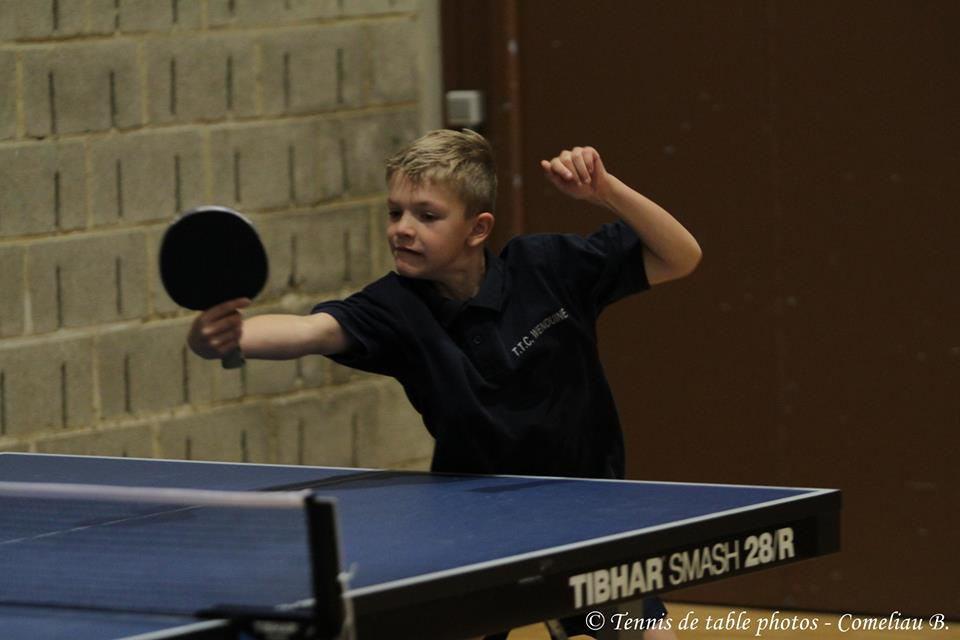 T.T.C. WENDUINE
TIBHAR SMASH 28/R
© Tennis de table photos - Comeliau B.